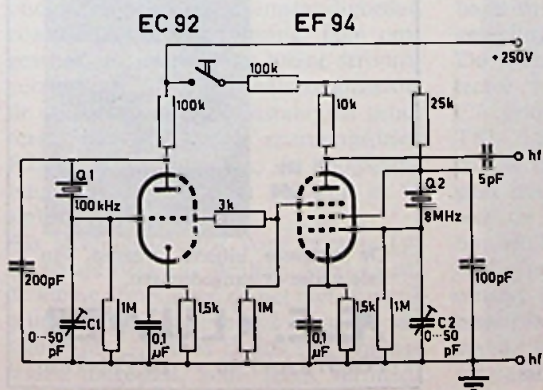 EC 92
EF 94
+250V
100k
100k
10k
25k
hf
5pF
Q1
100kHz
3k
Q2
8MHz
200pF
100pF
C1
0···50
pF
1M
0,1
µF
1,5k
1M
0,1
µF
1,5k
1M
C2
0···50
pF
hf